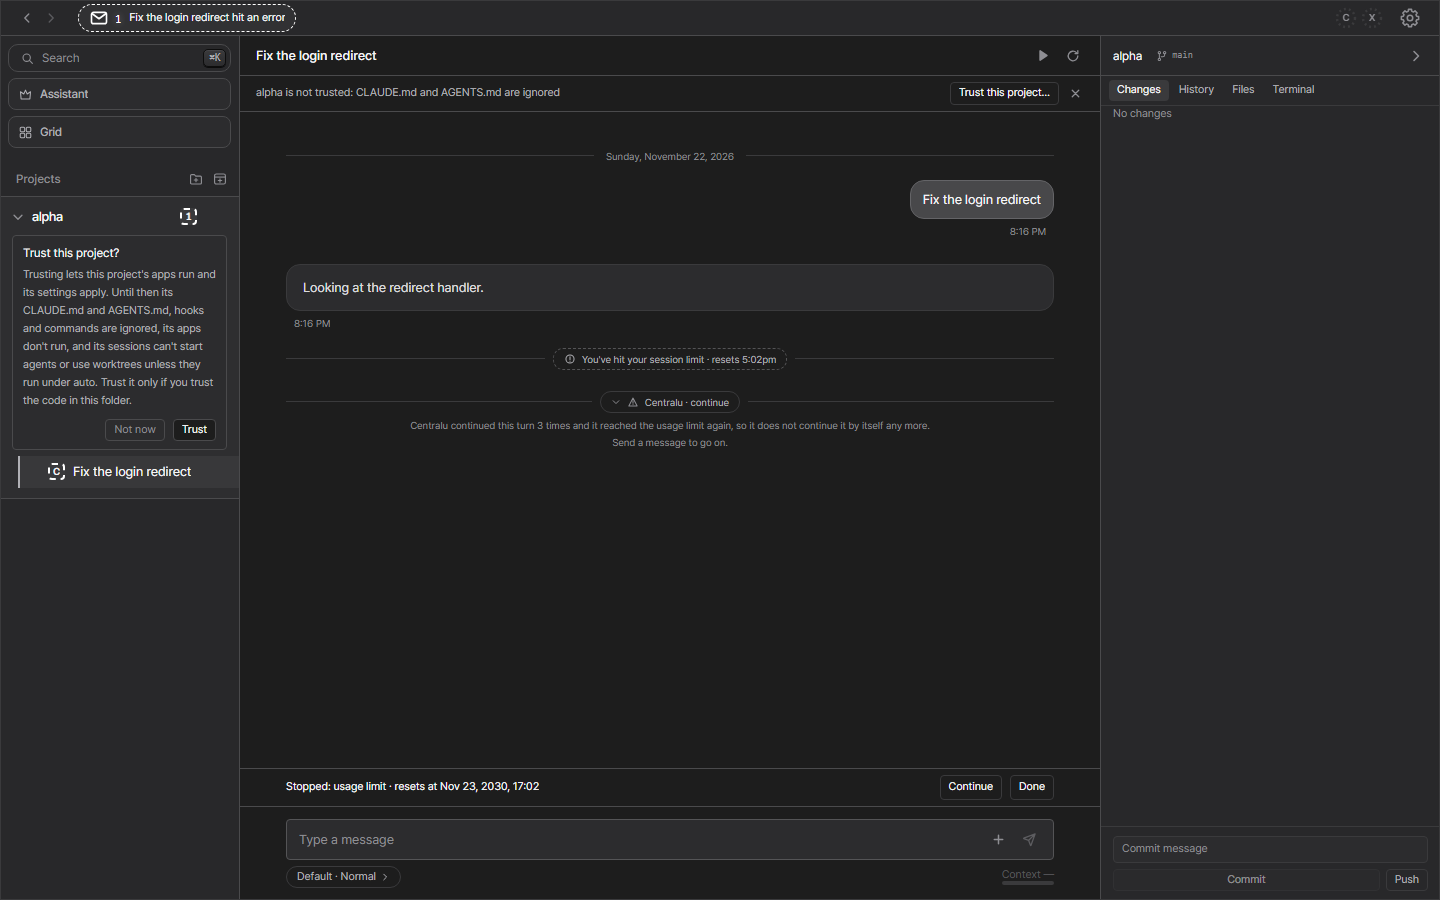 1 Fix the login redirect hit an error
C X
Search ⌘K
Assistant
Grid
Projects
alpha 1
Trust this project?
Trusting lets this project's apps run and
its settings apply. Until then its
CLAUDE.md and AGENTS.md, hooks
and commands are ignored, its apps
don't run, and its sessions can't start
agents or use worktrees unless they
run under auto. Trust it only if you trust
the code in this folder.
Not now Trust
C Fix the login redirect
Fix the login redirect
alpha is not trusted: CLAUDE.md and AGENTS.md are ignored
Trust this project...
Sunday, November 22, 2026
Fix the login redirect
8:16 PM
Looking at the redirect handler.
8:16 PM
You've hit your session limit · resets 5:02pm
Centralu · continue
Centralu continued this turn 3 times and it reached the usage limit again, so it does not continue it by itself any more.
Send a message to go on.
Stopped: usage limit · resets at Nov 23, 2030, 17:02
Continue Done
Type a message
Default · Normal
Context —
alpha main
Changes History Files Terminal
No changes
Commit message
Commit Push